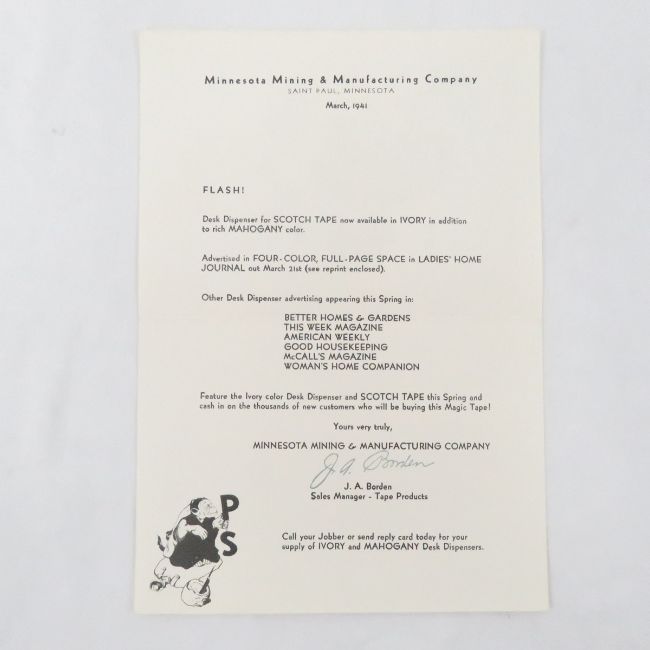 Minnesota Mining & Manufacturing Company
SAINT PAUL, MINNESOTA
March, 1941
FLASH!
Desk Dispenser for SCOTCH TAPE now available in IVORY in addition
to rich MAHOGANY color.
Advertised in FOUR-COLOR, FULL-PAGE SPACE in LADIES' HOME
JOURNAL out March 21st (see reprint enclosed).
Other Desk Dispenser advertising appearing this Spring in:
BETTER HOMES & GARDENS
THIS WEEK MAGAZINE
AMERICAN WEEKLY
GOOD HOUSEKEEPING
McCALL'S MAGAZINE
WOMAN'S HOME COMPANION
Feature the Ivory color Desk Dispenser and SCOTCH TAPE this Spring and
cash in on the thousands of new customers who will be buying this Magic Tape!
Yours very truly,
MINNESOTA MINING & MANUFACTURING COMPANY
J. A. Borden
J. A. Borden
Sales Manager - Tape Products
P
S
Call your Jobber or send reply card today for your
supply of IVORY and MAHOGANY Desk Dispensers.